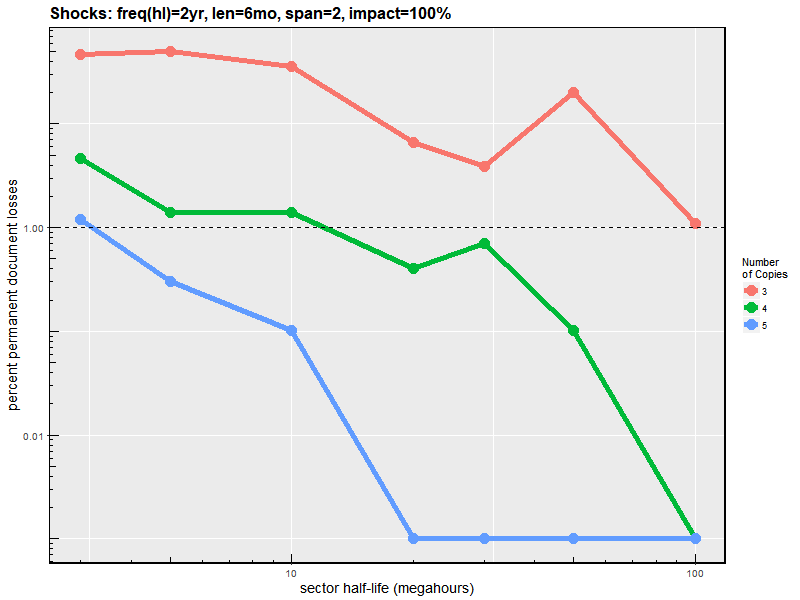 Shocks: freq(hl)=2yr, len=6mo, span=2, impact=100%
percent permanent document losses
1.00
0.01
10
100
sector half-life (megahours)
Number
of Copies
3
4
5